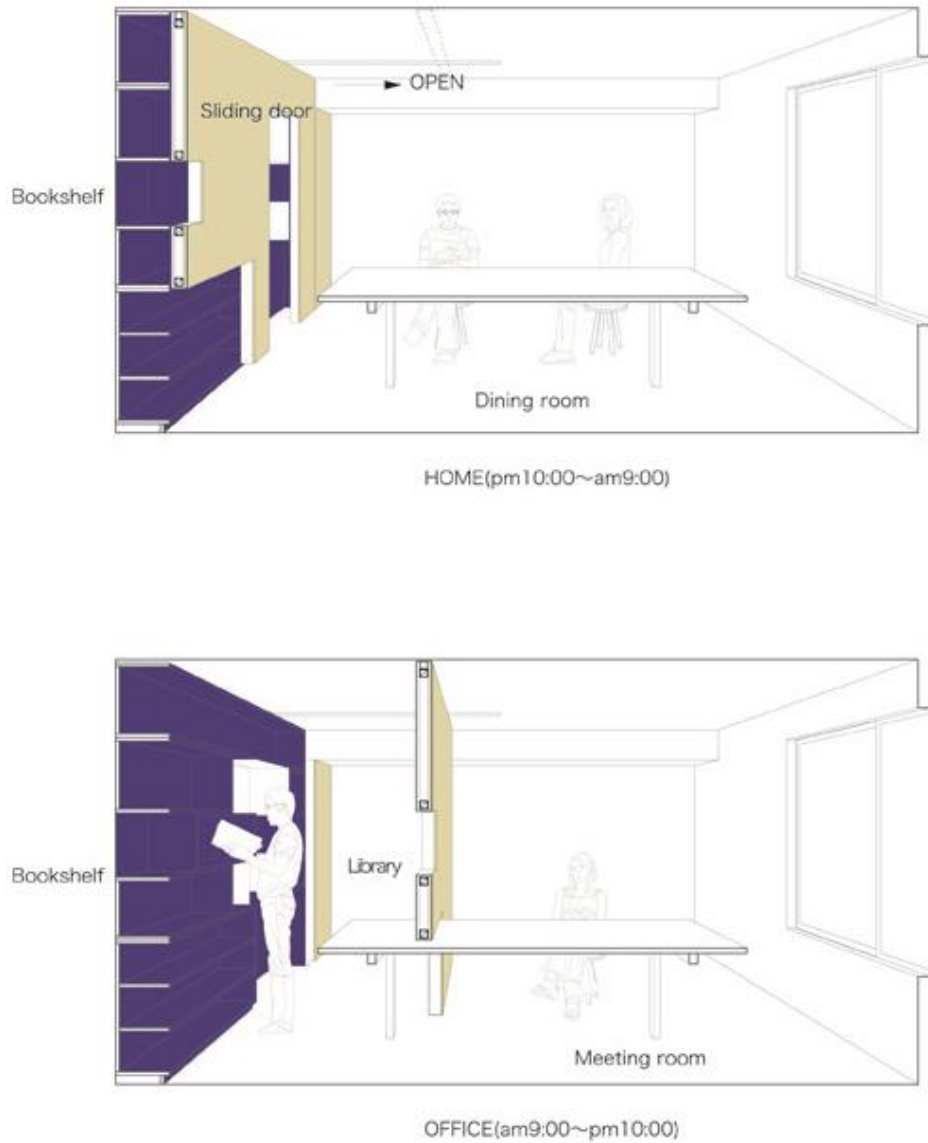 OPEN
Sliding door
Bookshelf
Dining room
HOME(pm10:00～am9:00)
Bookshelf
Library
Meeting room
OFFICE(am9:00～pm10:00)